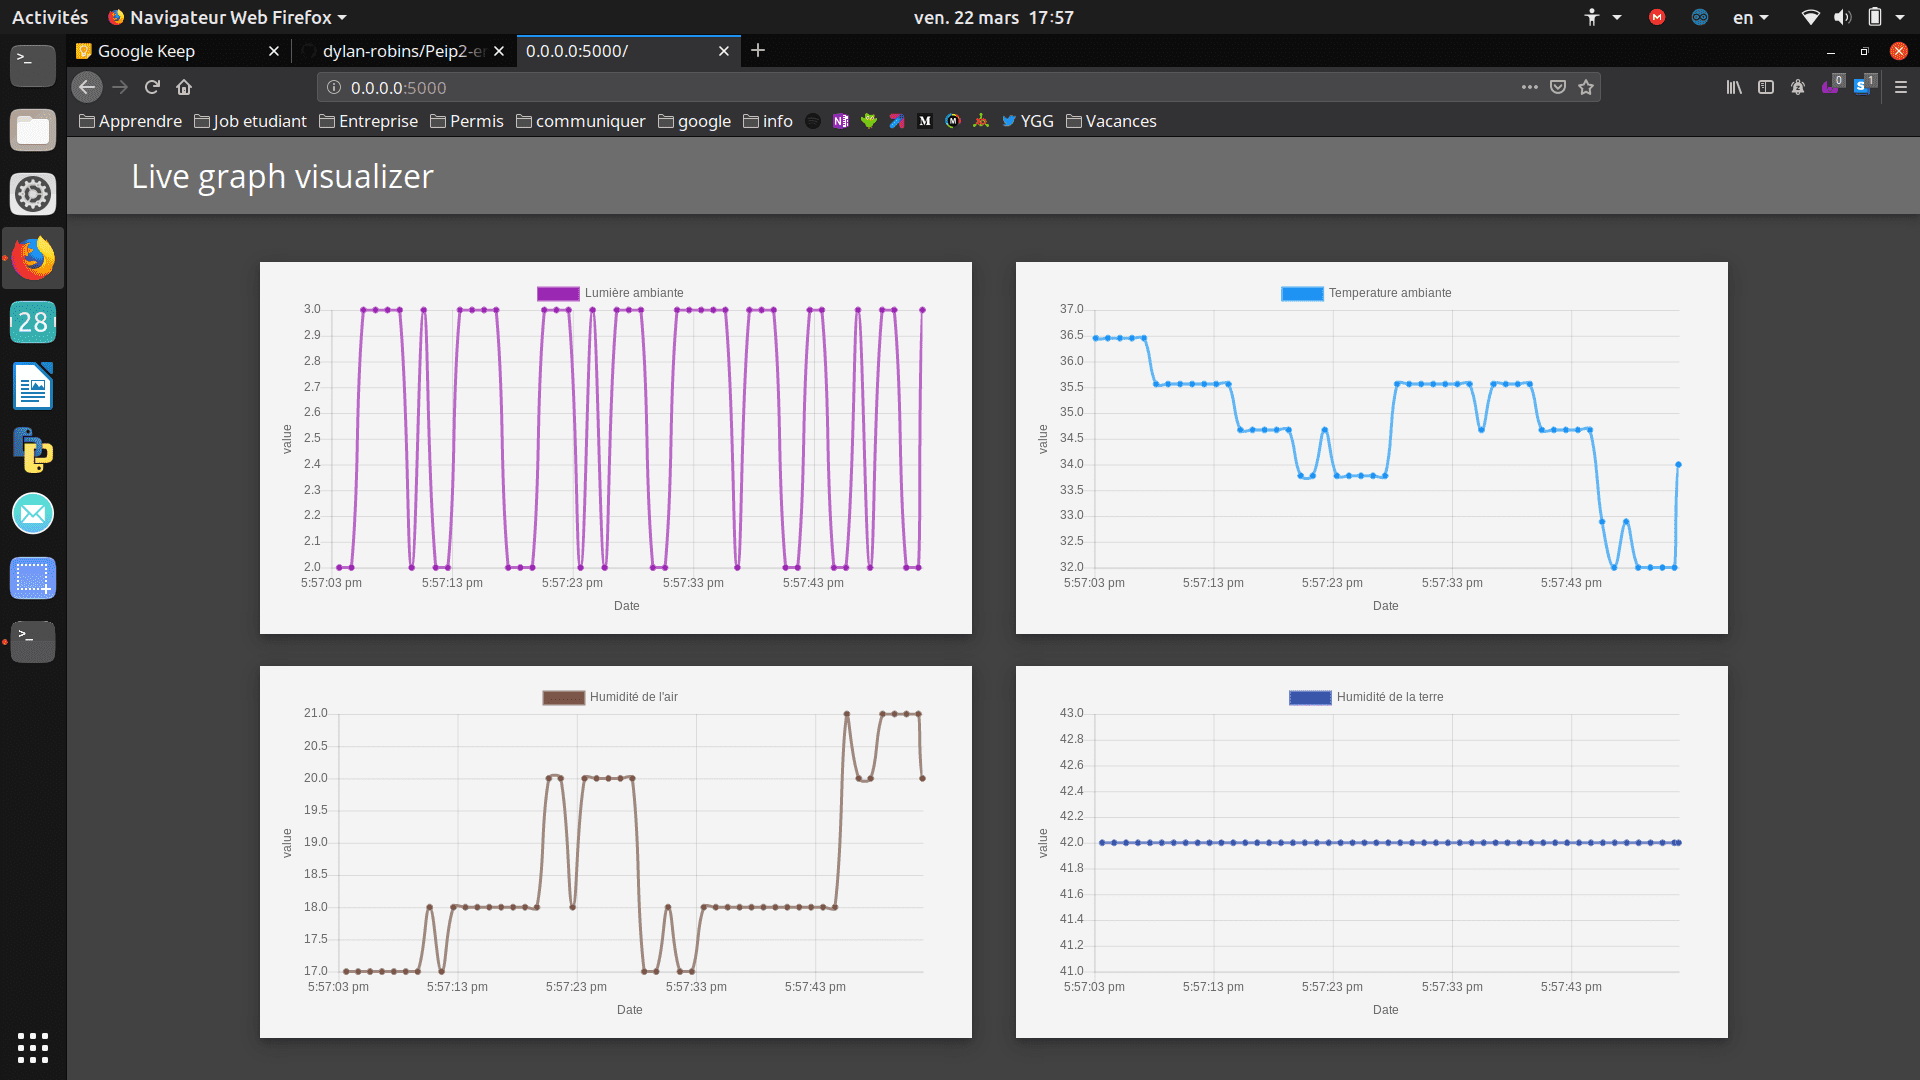 Activités Navigateur Web Firefox ven. 22 mars 17:57 en
Google Keep dylan-robins/Peip2-e 0.0.0.0:5000/
0.0.0.0:5000 0 1
Apprendre Job etudiant Entreprise Permis communiquer google info YGG Vacances
Live graph visualizer
28
Lumière ambiante
3.0
2.9
2.8
2.7
2.6
2.5
2.4
2.3
2.2
2.1
2.0
value
5:57:03 pm 5:57:13 pm 5:57:23 pm 5:57:33 pm 5:57:43 pm
Date
Temperature ambiante
37.0
36.5
36.0
35.5
35.0
34.5
34.0
33.5
33.0
32.5
32.0
value
5:57:03 pm 5:57:13 pm 5:57:23 pm 5:57:33 pm 5:57:43 pm
Date
Humidité de l'air
21.0
20.5
20.0
19.5
19.0
18.5
18.0
17.5
17.0
value
5:57:03 pm 5:57:13 pm 5:57:23 pm 5:57:33 pm 5:57:43 pm
Date
Humidité de la terre
43.0
42.8
42.6
42.4
42.2
42.0
41.8
41.6
41.4
41.2
41.0
value
5:57:03 pm 5:57:13 pm 5:57:23 pm 5:57:33 pm 5:57:43 pm
Date